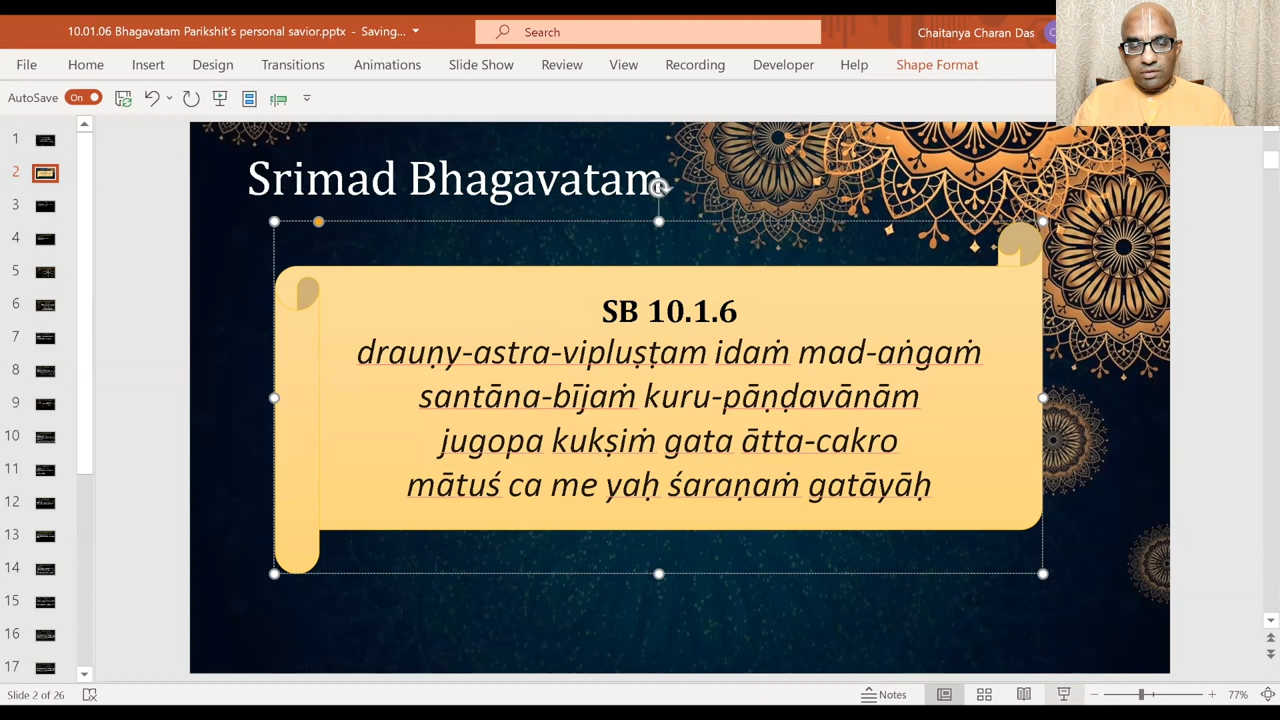 10.01.06 Bhagavatam Parikshit's personal savior.pptx - Saving...
Search
Chaitanya Charan Das
File Home Insert Design Transitions Animations Slide Show Review View Recording Developer Help Shape Format
AutoSave On
1
2
3
4
5
6
7
8
9
10
11
12
13
14
15
16
17
Srimad Bhagavatam
SB 10.1.6
drauṇy-astra-vipluṣṭam idaṁ mad-aṅgaṁ
santāna-bījaṁ kuru-pāṇḍavānām
jugopa kukṣiṁ gata ātta-cakro
mātuś ca me yaḥ śaraṇaṁ gatāyāḥ
Slide 2 of 26
Notes
77%